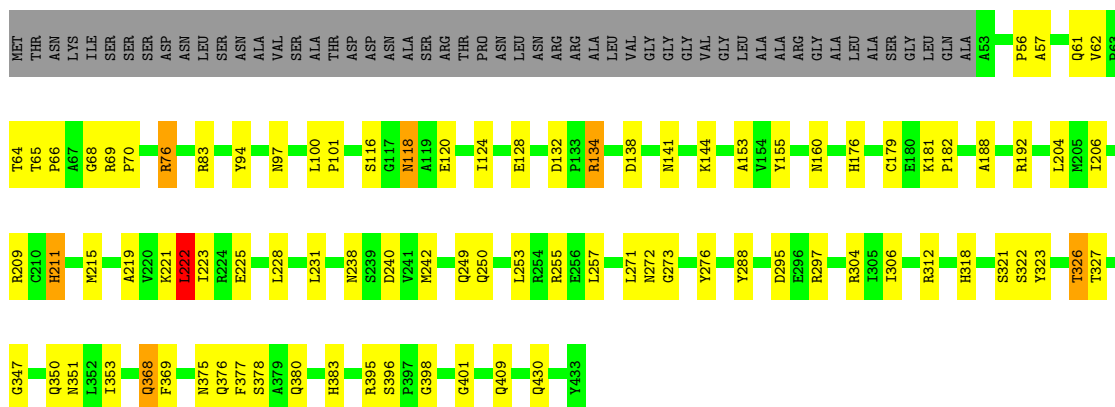 MET THR ASN LYS ILE SER SER SER ASP ASN LEU SER ASN ALA VAL SER ALA THR ASP ASP ASN ALA SER ARG THR PRO ASN LEU ASN ARG ARG ALA LEU VAL GLY GLY GLY VAL GLY LEU ALA ALA ARG GLY ALA LEU ALA SER GLY LEU GLN ALA A53 P56 A57 Q61 V62 P63
T64 T65 P66 A67 G68 R69 P70 R76 R83 Y94 N97 L100 P101 S116 G117 N118 A119 E120 I124 E128 D132 P133 R134 D138 N141 K144 A153 V154 Y155 N160 H176 C179 E180 K181 P182 A188 R192 L204 M205 I206
R209 C210 H211 M215 A219 V220 K221 L222 I223 R224 E225 L228 L231 N238 S239 D240 V241 M242 Q249 Q250 L253 R254 R255 E256 L257 L271 N272 G273 Y276 Y288 D295 E296 R297 R304 I305 I306 R312 H318 S321 S322 Y323 T326 T327
G347 Q350 N351 L352 I353 Q368 F369 N375 Q376 F377 S378 A379 Q380 H383 R395 S396 P397 G398 G401 Q409 Q430 Y433